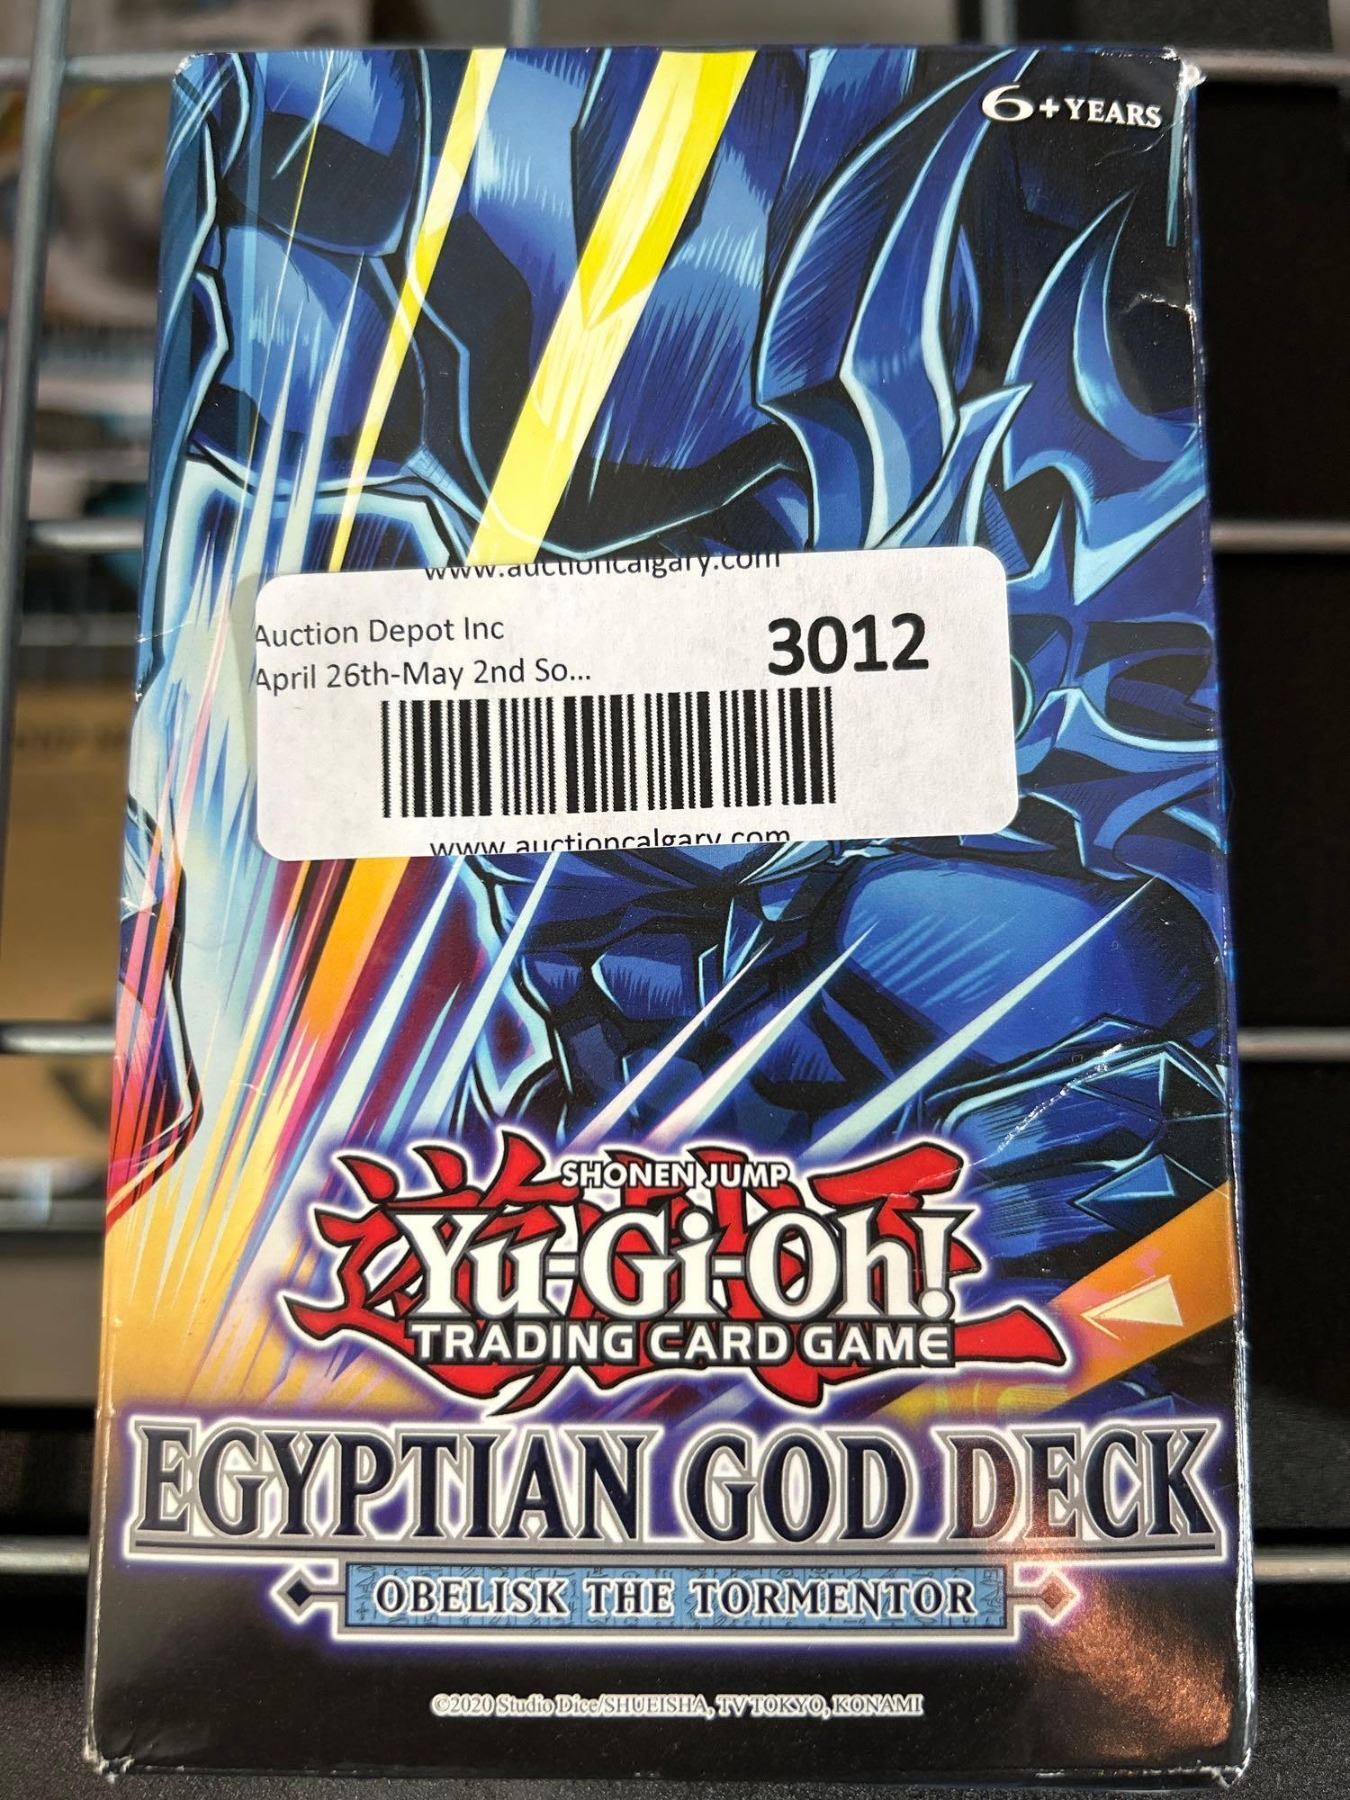 6+YEARS
www.auctioncalgary.com
Auction Depot Inc
3012
April 26th-May 2nd So...
www.auctioncalgary.com
SHONEN JUMP
Yu-Gi-Oh!
TRADING CARD GAME
EGYPTIAN GOD DECK
OBELISK THE TORMENTOR
©2020 Studio Dice/SHUEISHA, TV TOKYO, KONAMI